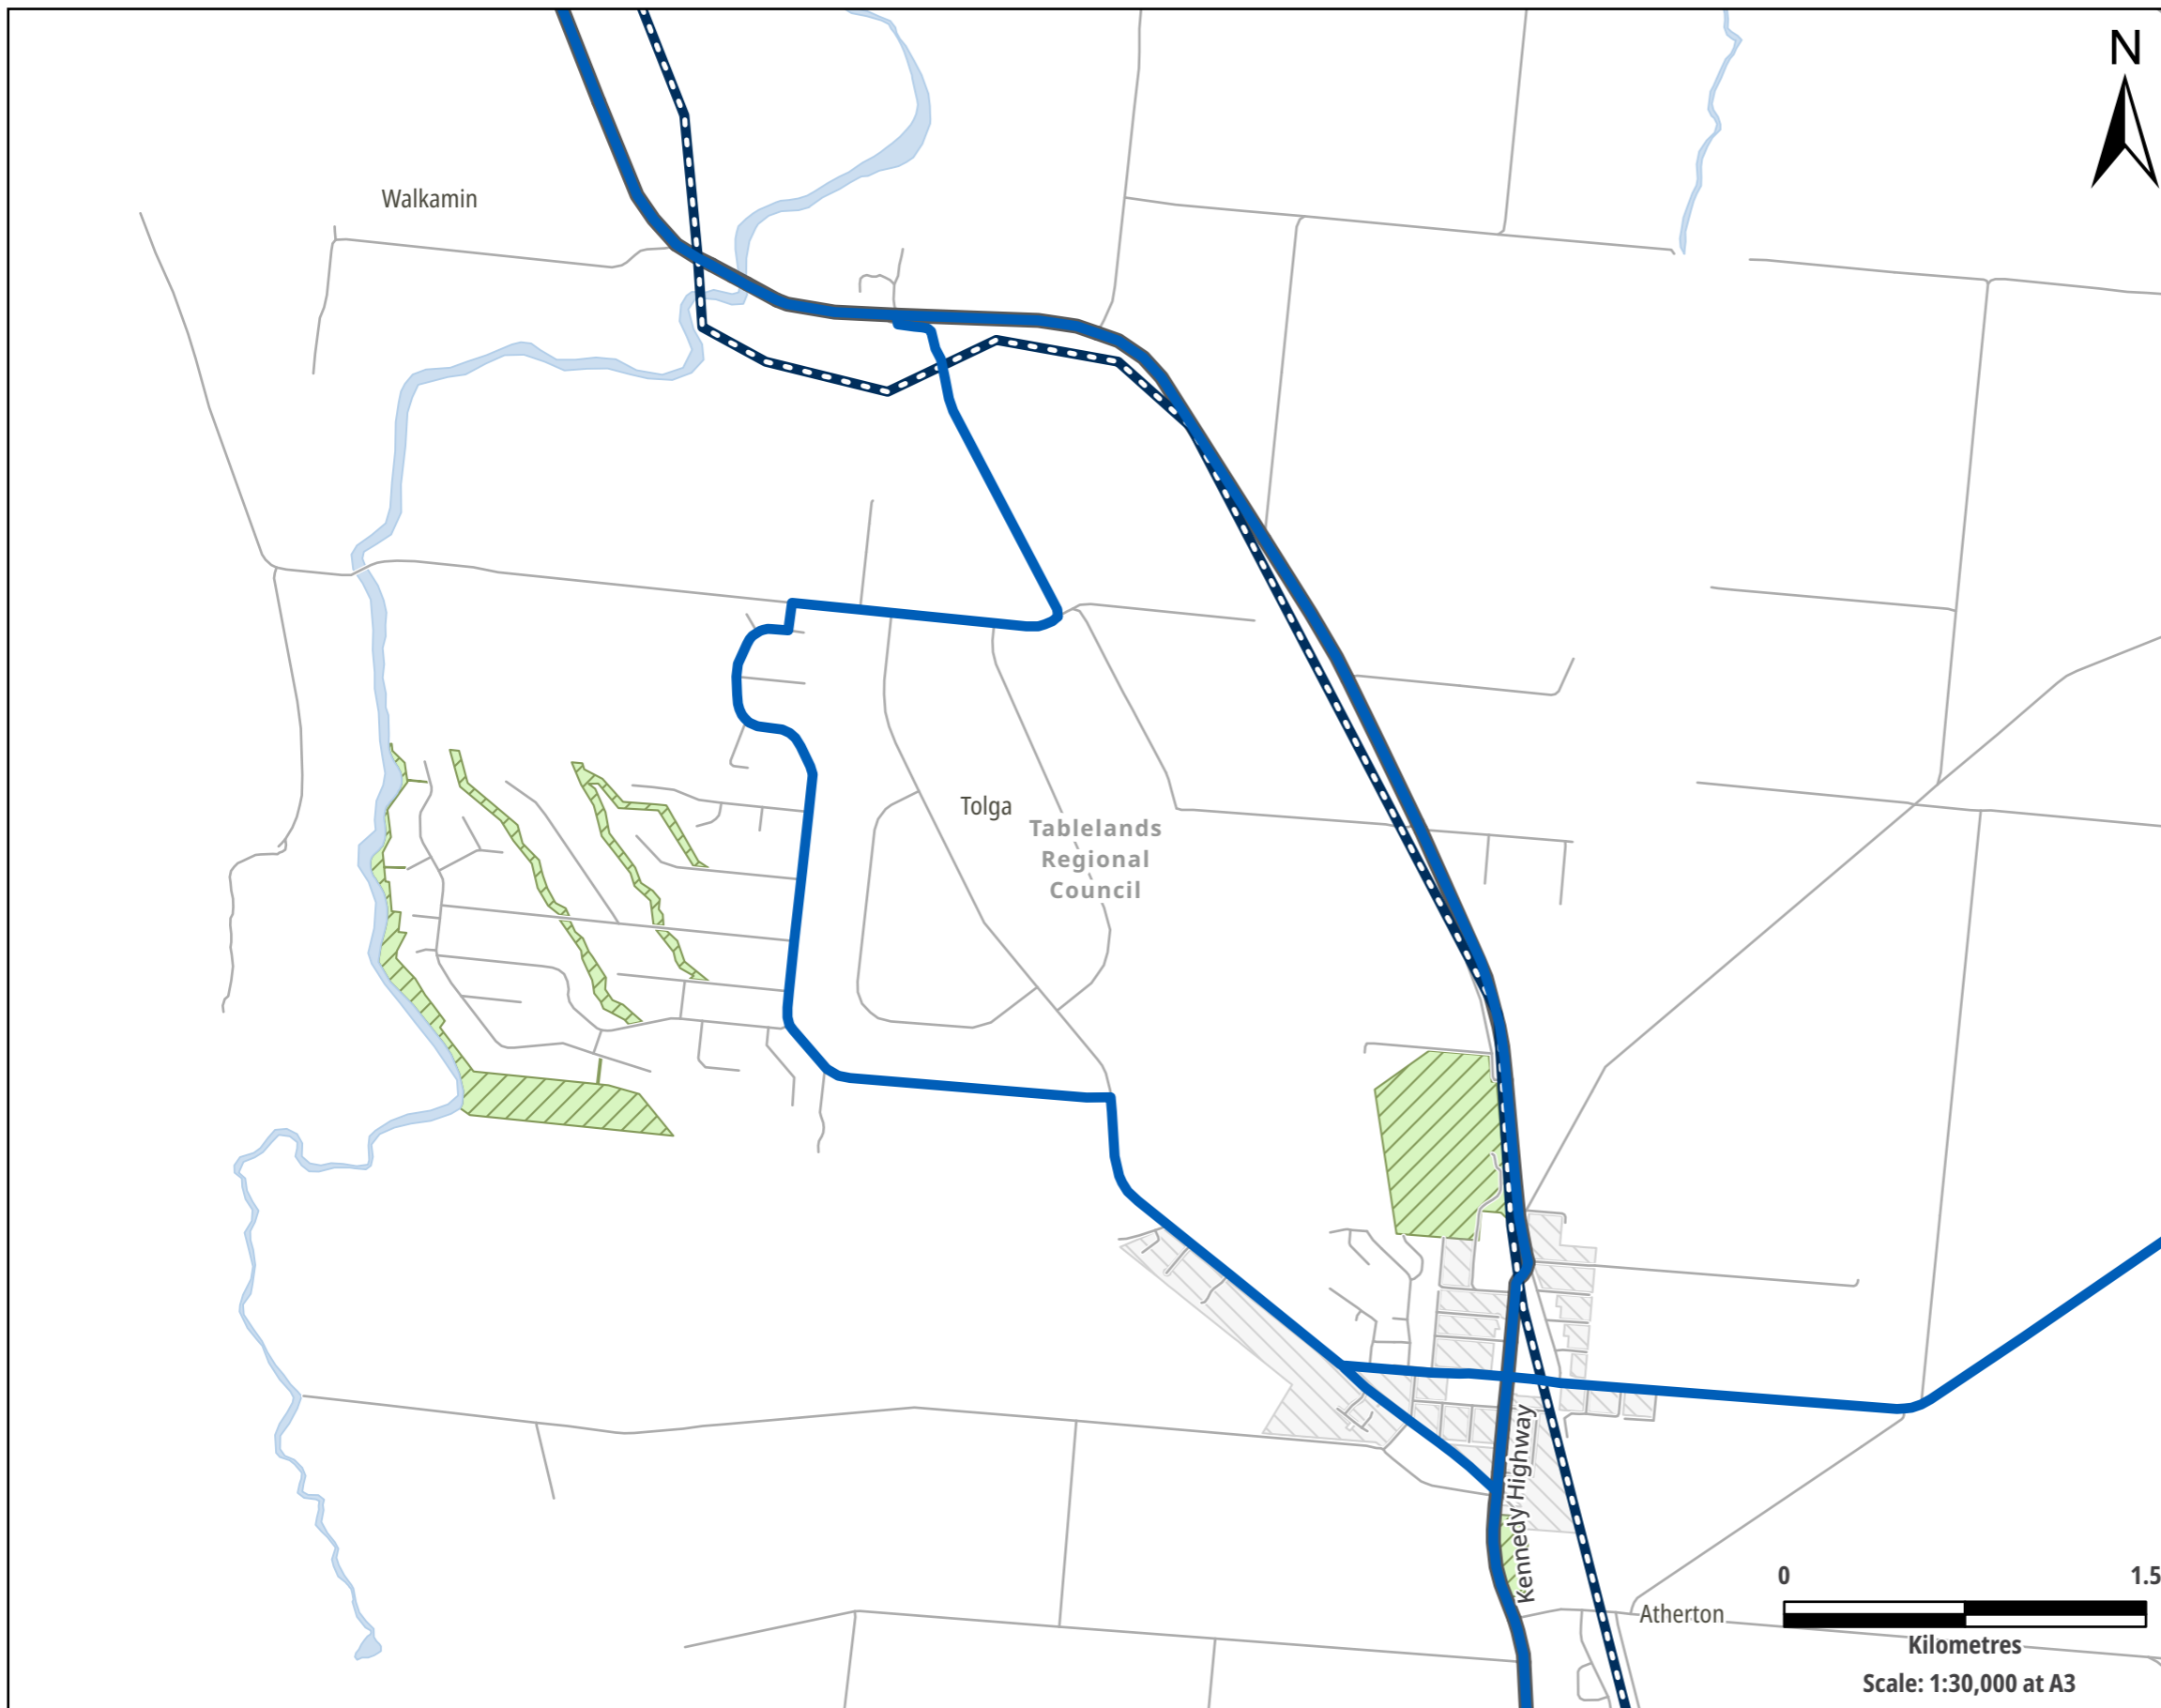 N
Walkamin
Tolga
Tablelands
Regional
Council
Kennedy Highway
Atherton
0 1.5
Kilometres
Scale: 1:30,000 at A3